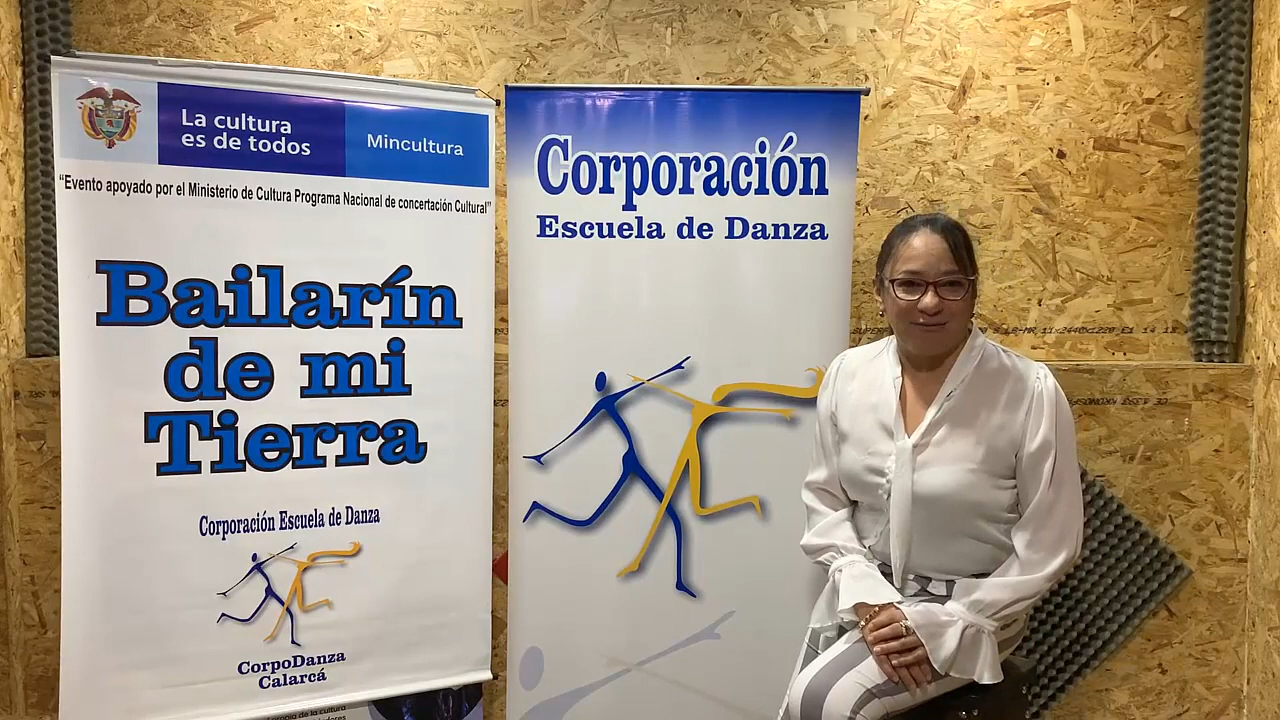 La cultura
es de todos
Mincultura
“Evento apoyado por el Ministerio de Cultura Programa Nacional de concertación Cultural”
Bailarín
de mi
Tierra
Corporación Escuela de Danza
CorpoDanza
Calarcá
Corporación
Escuela de Danza